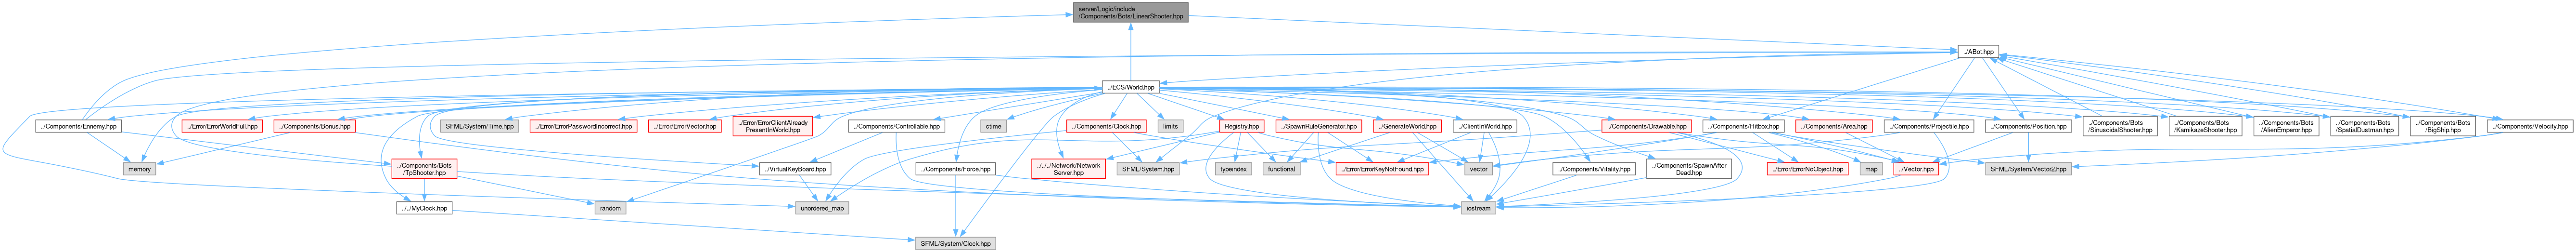 server/Logic/include
/Components/Bots/LinearShooter.hpp
../ABot.hpp
../ECS/World.hpp
../Components/Ennemy.hpp
../Error/ErrorWorldFull.hpp
../Components/Bonus.hpp
SFML/System/Time.hpp
../Error/ErrorPasswordIncorrect.hpp
../Error/ErrorVector.hpp
../Error/ErrorClientAlready
PresentInWorld.hpp
../Components/Controllable.hpp
ctime
../Components/Clock.hpp
limits
Registry.hpp
../SpawnRuleGenerator.hpp
../GenerateWorld.hpp
../ClientInWorld.hpp
../Components/Drawable.hpp
../Components/Hitbox.hpp
../Components/Area.hpp
../Components/Projectile.hpp
../Components/Position.hpp
../Components/Bots
/SinusoidalShooter.hpp
../Components/Bots
/KamikazeShooter.hpp
../Components/Bots
/AlienEmperor.hpp
../Components/Bots
/SpatialDustman.hpp
../Components/Bots
/BigShip.hpp
../Components/Velocity.hpp
memory
../Components/Bots
/TpShooter.hpp
../VirtualKeyBoard.hpp
../Components/Force.hpp
../../../Network/Network
Server.hpp
SFML/System.hpp
typeindex
functional
../Error/ErrorKeyNotFound.hpp
vector
../Components/Vitality.hpp
../Components/SpawnAfter
Dead.hpp
../Error/ErrorNoObject.hpp
map
../Vector.hpp
SFML/System/Vector2.hpp
../../MyClock.hpp
random
unordered_map
iostream
SFML/System/Clock.hpp